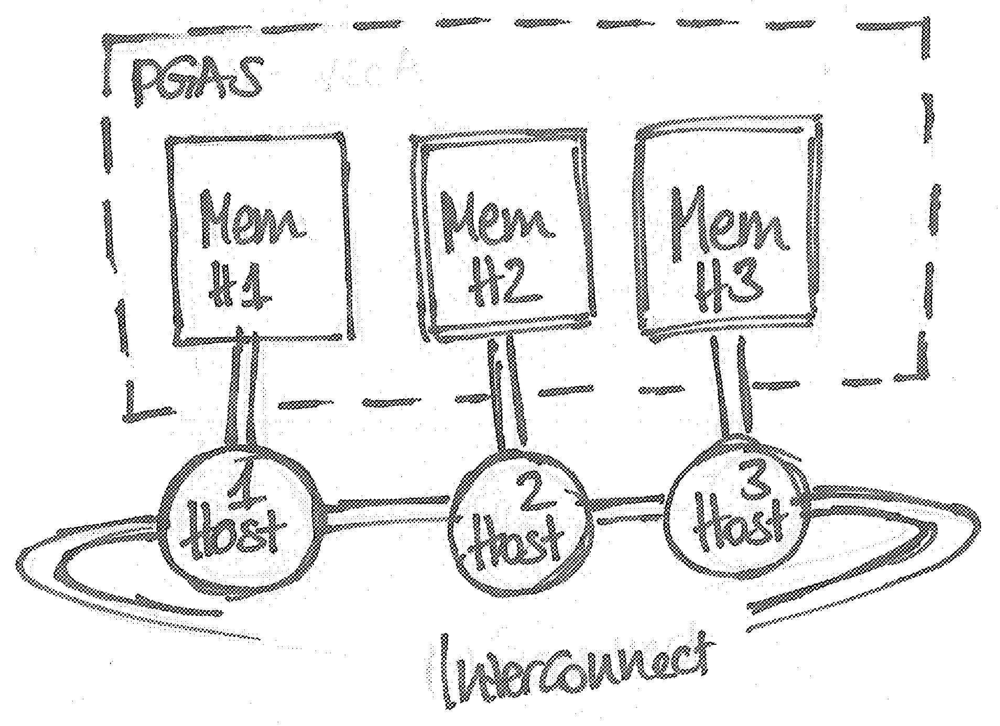 PGAS
Mem
#1
Mem
#2
Mem
#3
1
Host
2
Host
3
Host
Interconnect